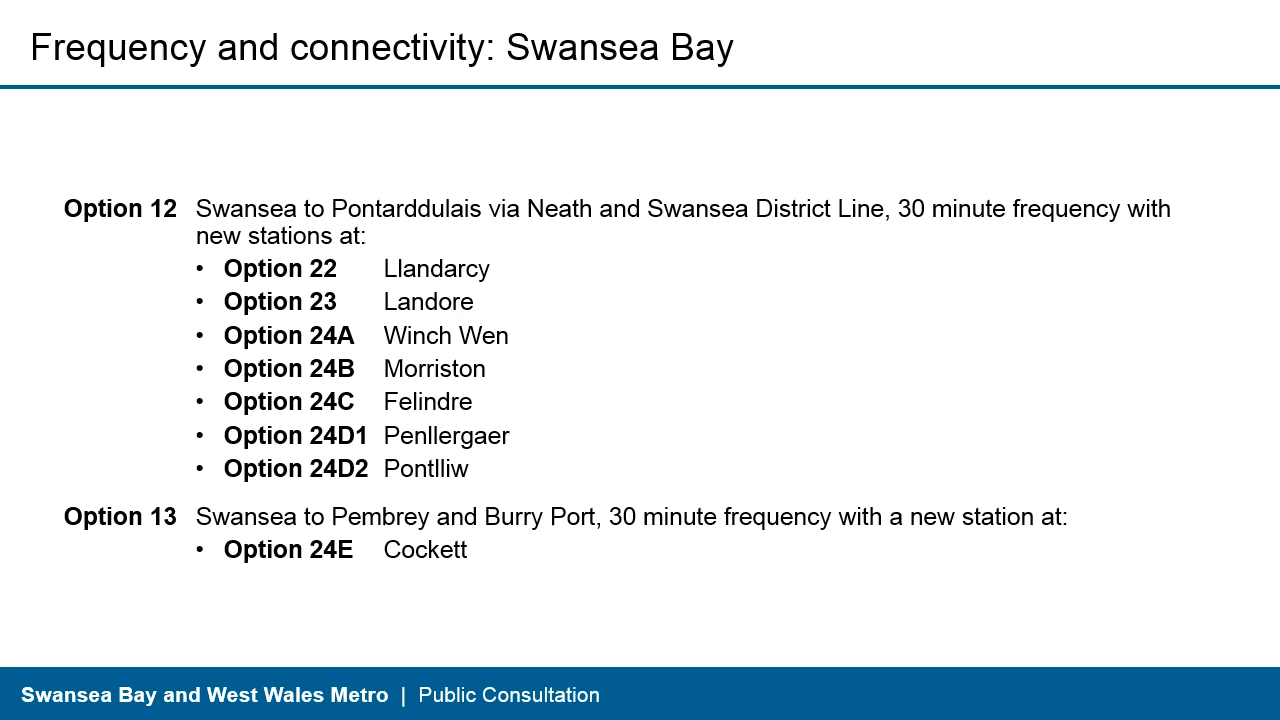 Frequency and connectivity: Swansea Bay
Option 12 Swansea to Pontarddulais via Neath and Swansea District Line, 30 minute frequency with
new stations at:
• Option 22 Llandarcy
• Option 23 Landore
• Option 24A Winch Wen
• Option 24B Morriston
• Option 24C Felindre
• Option 24D1 Penllergaer
• Option 24D2 Pontlliw
Option 13 Swansea to Pembrey and Burry Port, 30 minute frequency with a new station at:
• Option 24E Cockett
Swansea Bay and West Wales Metro | Public Consultation